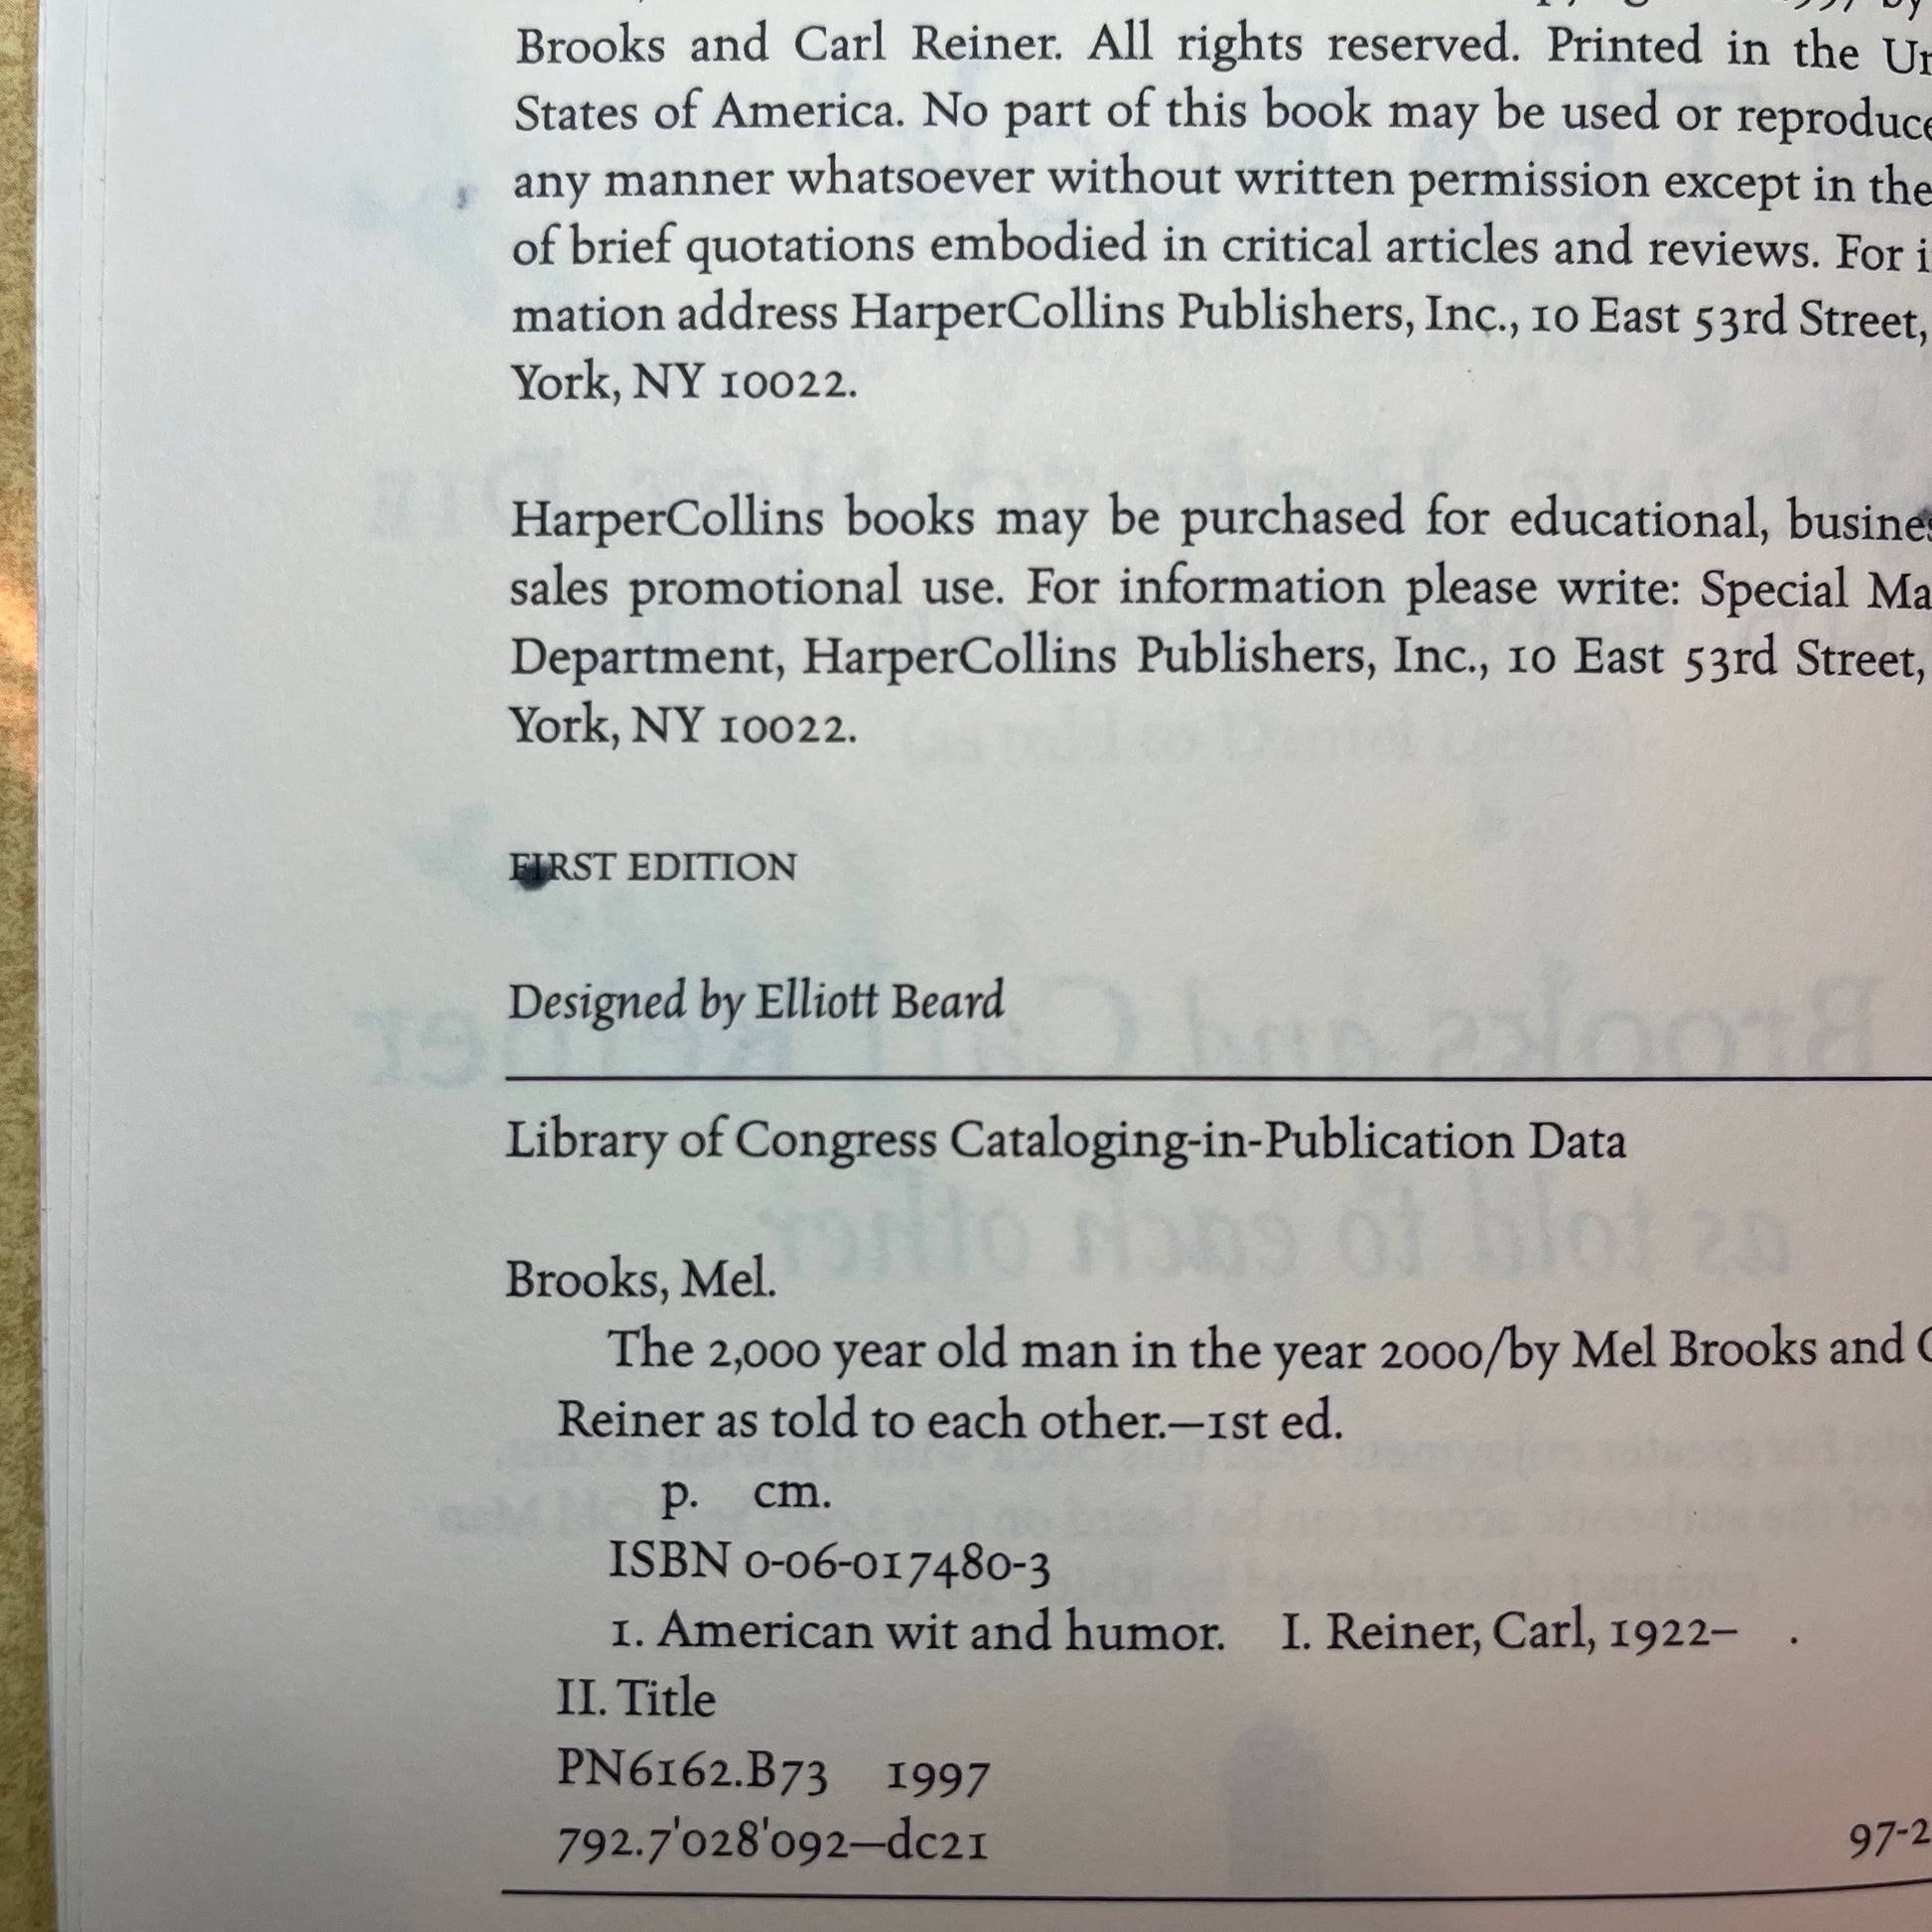 Brooks and Carl Reiner. All rights reserved. Printed in the
States of America. No part of this book may be used or
any manner whatsoever without written permission except in the
of brief quotations embodied in critical articles and reviews. For
mation address HarperCollins Publishers, Inc., 10 East 53rd Street,
York, NY 10022.
HarperCollins books may be purchased for educational,
sales promotional use. For information please write: Special
Department, HarperCollins Publishers, Inc., 10 East 53rd Street,
York, NY 10022.
FIRST EDITION
Designed by Elliott Beard
Library of Congress Cataloging-in-Publication Data
Brooks, Mel.
The 2,000 year old man in the year 2000/by Mel Brooks and
Reiner as told to each other.—1st ed.
p. cm.
ISBN 0-06-017480-3
1. American wit and humor. I. Reiner, Carl, 1922– .
II. Title
PN6162.B73 1997
792.7'028'092—dc21
97-2